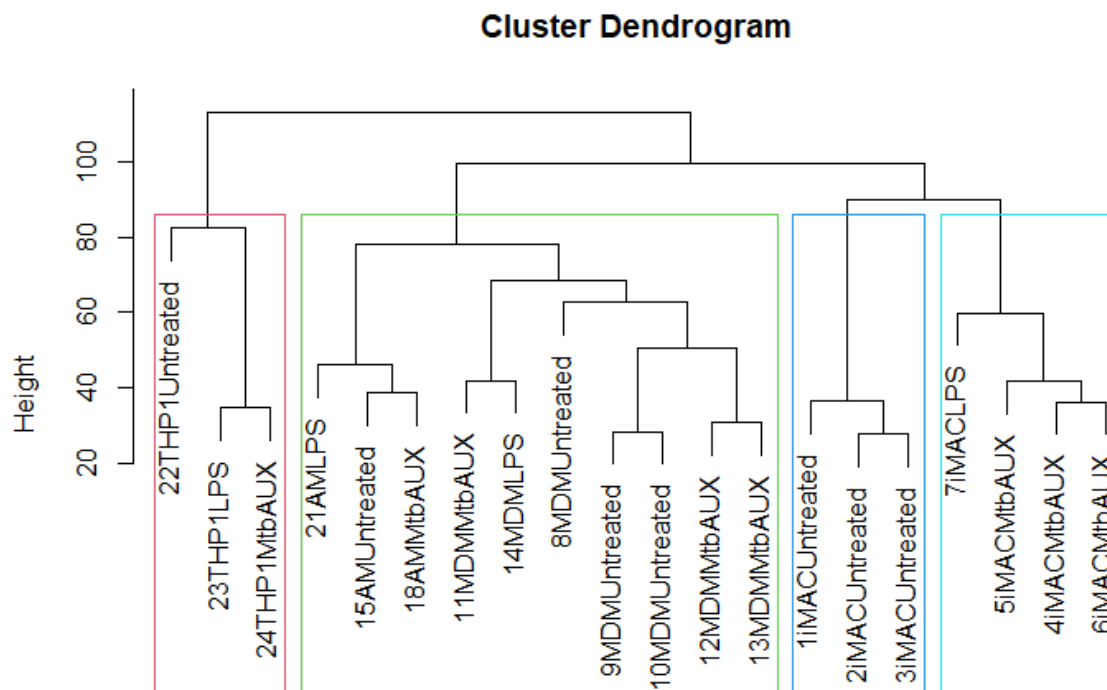 Cluster Dendrogram
Height
100
80
60
40
20
22THP1Untreated
23THP1LPS
24THP1MtbAUX
21AMLPS
15AMUntreated
18AMMtbAUX
11MDMMtbAUX
14MDMLPS
8MDMUntreated
9MDMUntreated
10MDMUntreated
12MDMMtbAUX
13MDMMtbAUX
1iMACUntreated
2iMACUntreated
3iMACUntreated
7iMACLPS
5iMACMtbAUX
4iMACMtbAUX
6iMACMtbAUX